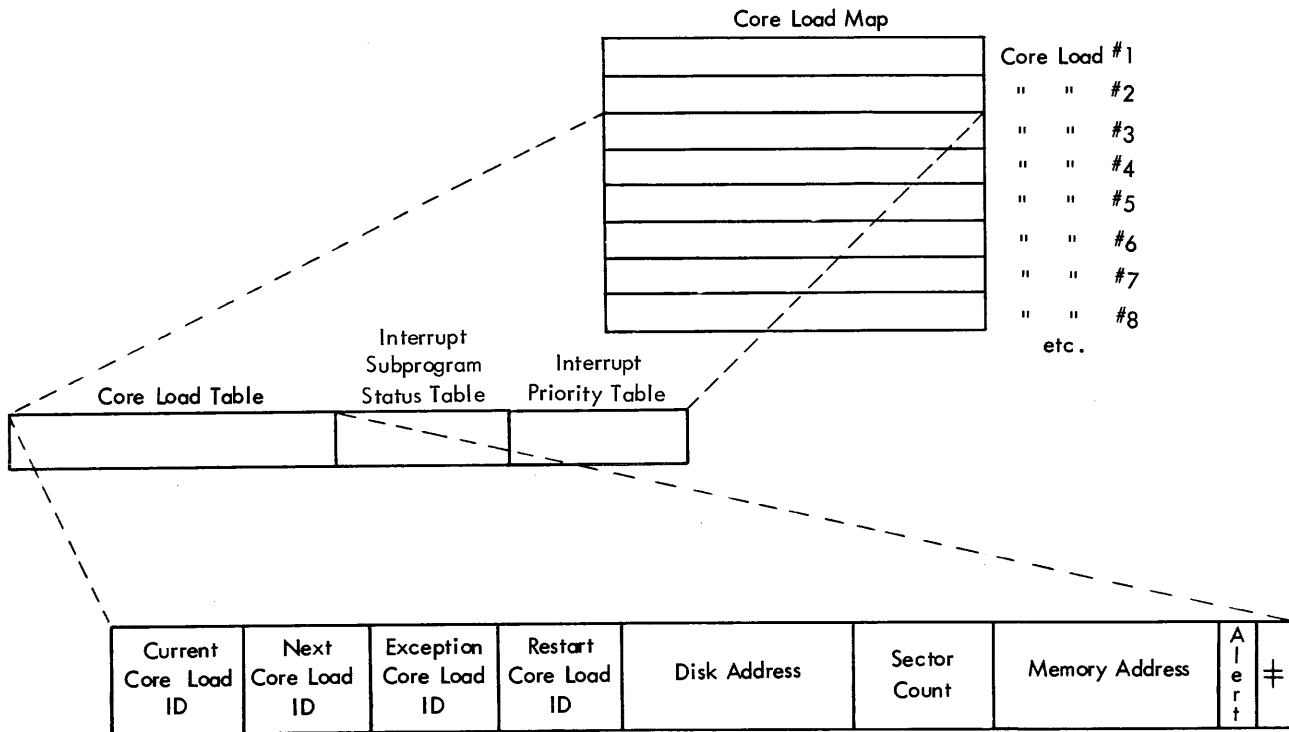 Core Load Map
Core Load #1
" " #2
" " #3
" " #4
" " #5
" " #6
" " #7
" " #8
etc.
Core Load Table
Interrupt
Subprogram
Status Table
Interrupt
Priority Table
Current
Core Load
ID
Next
Core Load
ID
Exception
Core Load
ID
Restart
Core Load
ID
Disk Address
Sector
Count
Memory Address
Alert
⧧